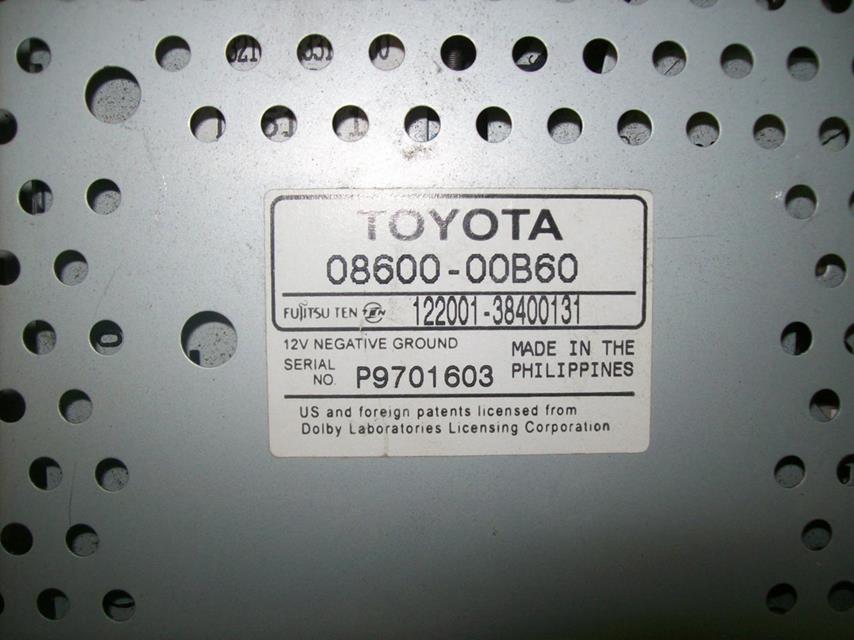 TOYOTA
08600-00B60
FUJITSU TEN TEN 122001-38400131
12V NEGATIVE GROUND
SERIAL NO. P9701603
MADE IN THE PHILIPPINES
US and foreign patents licensed from
Dolby Laboratories Licensing Corporation